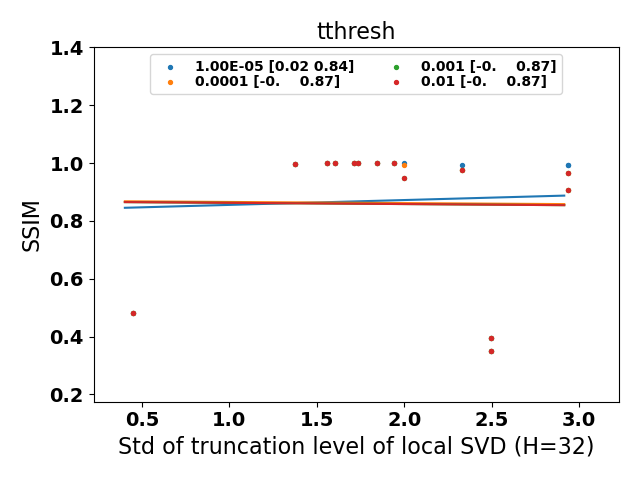 tthresh
1.00E-05 [0.02 0.84]
0.0001 [-0. 0.87]
0.001 [-0. 0.87]
0.01 [-0. 0.87]
1.4
1.2
1.0
0.8
0.6
0.4
0.2
SSIM
0.5 1.0 1.5 2.0 2.5 3.0
Std of truncation level of local SVD (H=32)